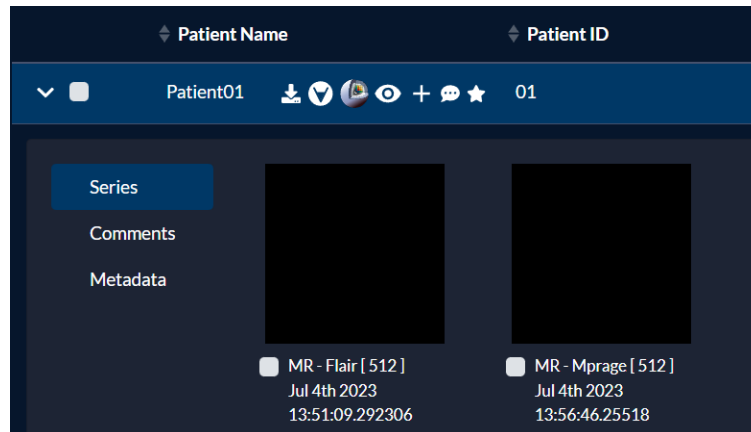 Patient Name Patient ID
Patient01 01
Series
Comments
Metadata
MR - Flair [ 512 ]
Jul 4th 2023
13:51:09.292306
MR - Mprage [ 512 ]
Jul 4th 2023
13:56:46.25518